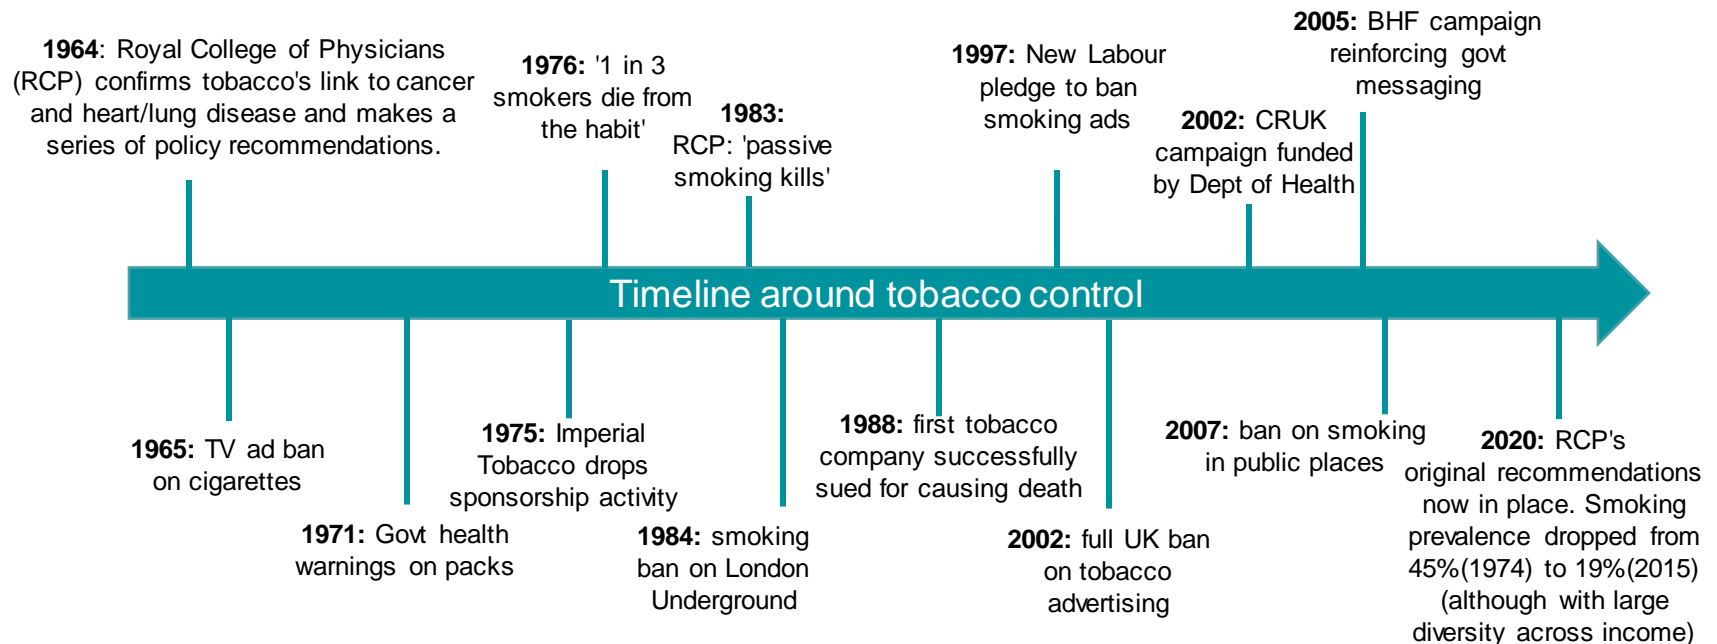 1964: Royal College of Physicians
(RCP) confirms tobacco's link to cancer
and heart/lung disease and makes a
series of policy recommendations.
1976: '1 in 3
smokers die from
the habit'
1983:
RCP: 'passive
smoking kills'
1997: New Labour
pledge to ban
smoking ads
2002: CRUK
campaign funded
by Dept of Health
2005: BHF campaign
reinforcing govt
messaging
Timeline around tobacco control
1965: TV ad ban
on cigarettes
1971: Govt health
warnings on packs
1975: Imperial
Tobacco drops
sponsorship activity
1984: smoking
ban on London
Underground
1988: first tobacco
company successfully
sued for causing death
2002: full UK ban
on tobacco
advertising
2007: ban on smoking
in public places
2020: RCP's
original recommendations
now in place. Smoking
prevalence dropped from
45%(1974) to 19%(2015)
(although with large
diversity across income)